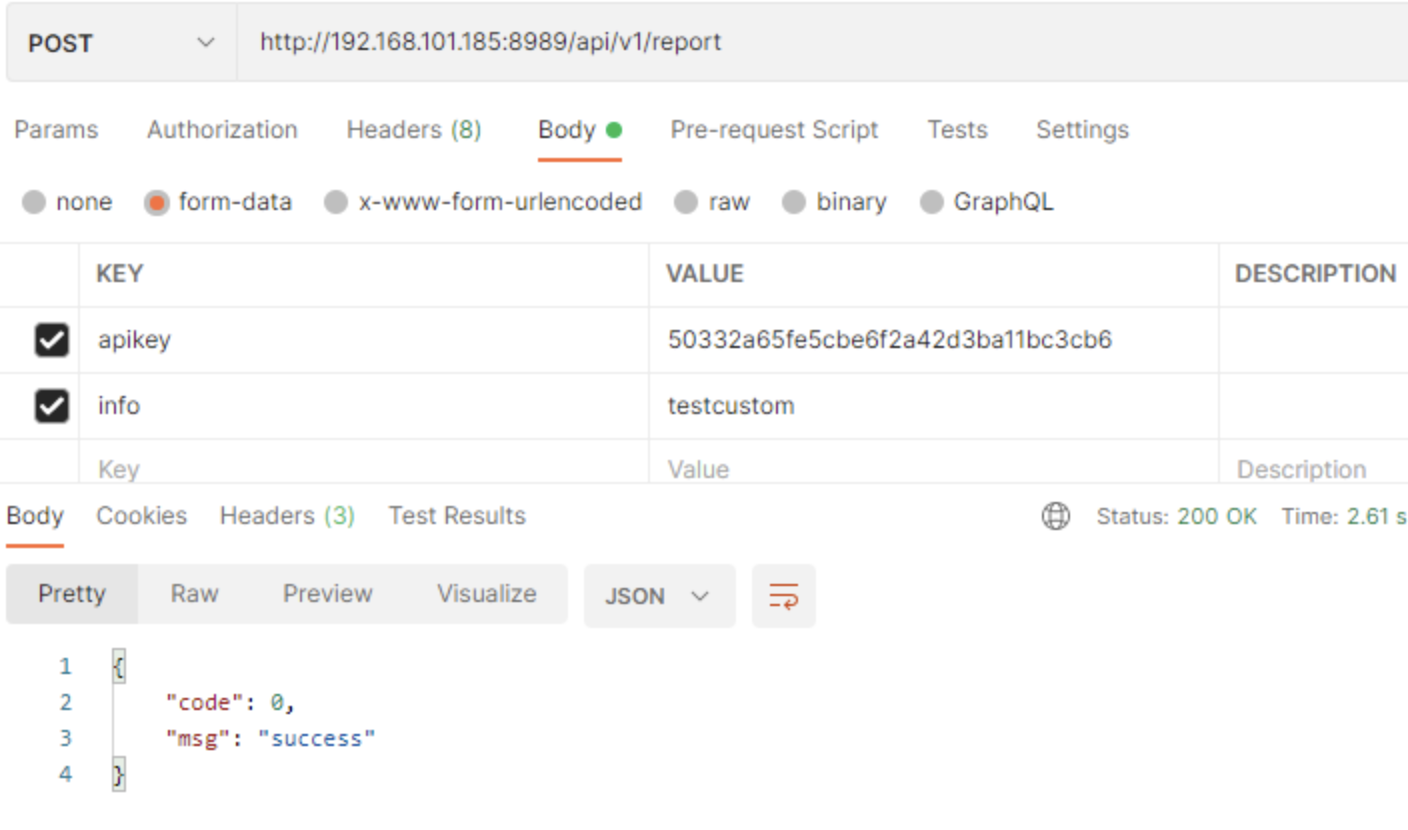 POST http://192.168.101.185:8989/api/v1/report
Params Authorization Headers (8) Body Pre-request Script Tests Settings
none form-data x-www-form-urlencoded raw binary GraphQL
KEY VALUE DESCRIPTION
apikey 50332a65fe5cbe6f2a42d3ba11bc3cb6
info testcustom
Key Value Description
Body Cookies Headers (3) Test Results Status: 200 OK Time: 2.61 s
Pretty Raw Preview Visualize JSON
1 {
2 "code": 0,
3 "msg": "success"
4 }